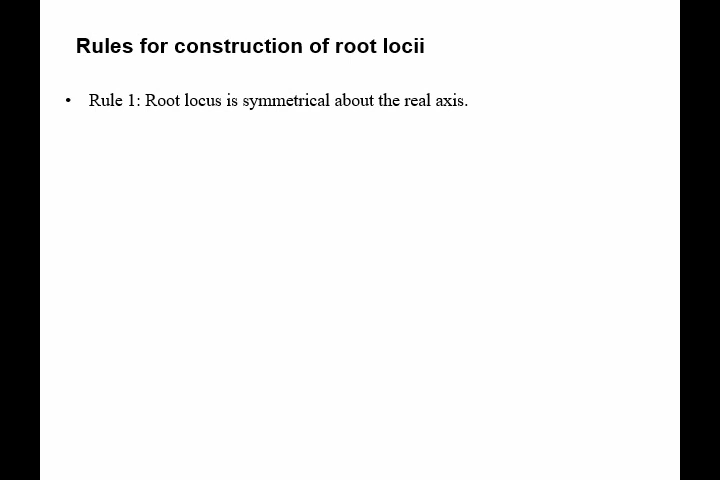 Rules for construction of root locii
• Rule 1: Root locus is symmetrical about the real axis.